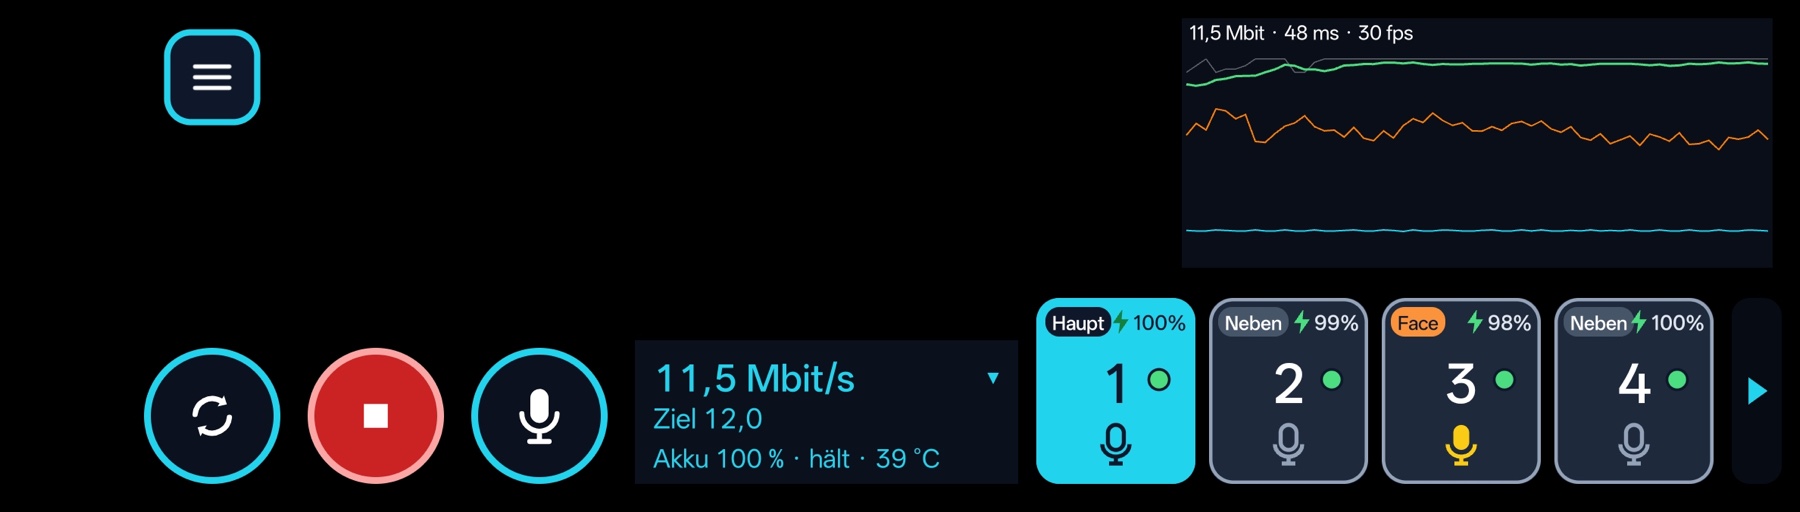 11,5 Mbit · 48 ms · 30 fps
11,5 Mbit/s
Ziel 12,0
Akku 100 % · hält · 39 °C
Haupt 100%
1
Neben 99%
2
Face 98%
3
Neben 100%
4